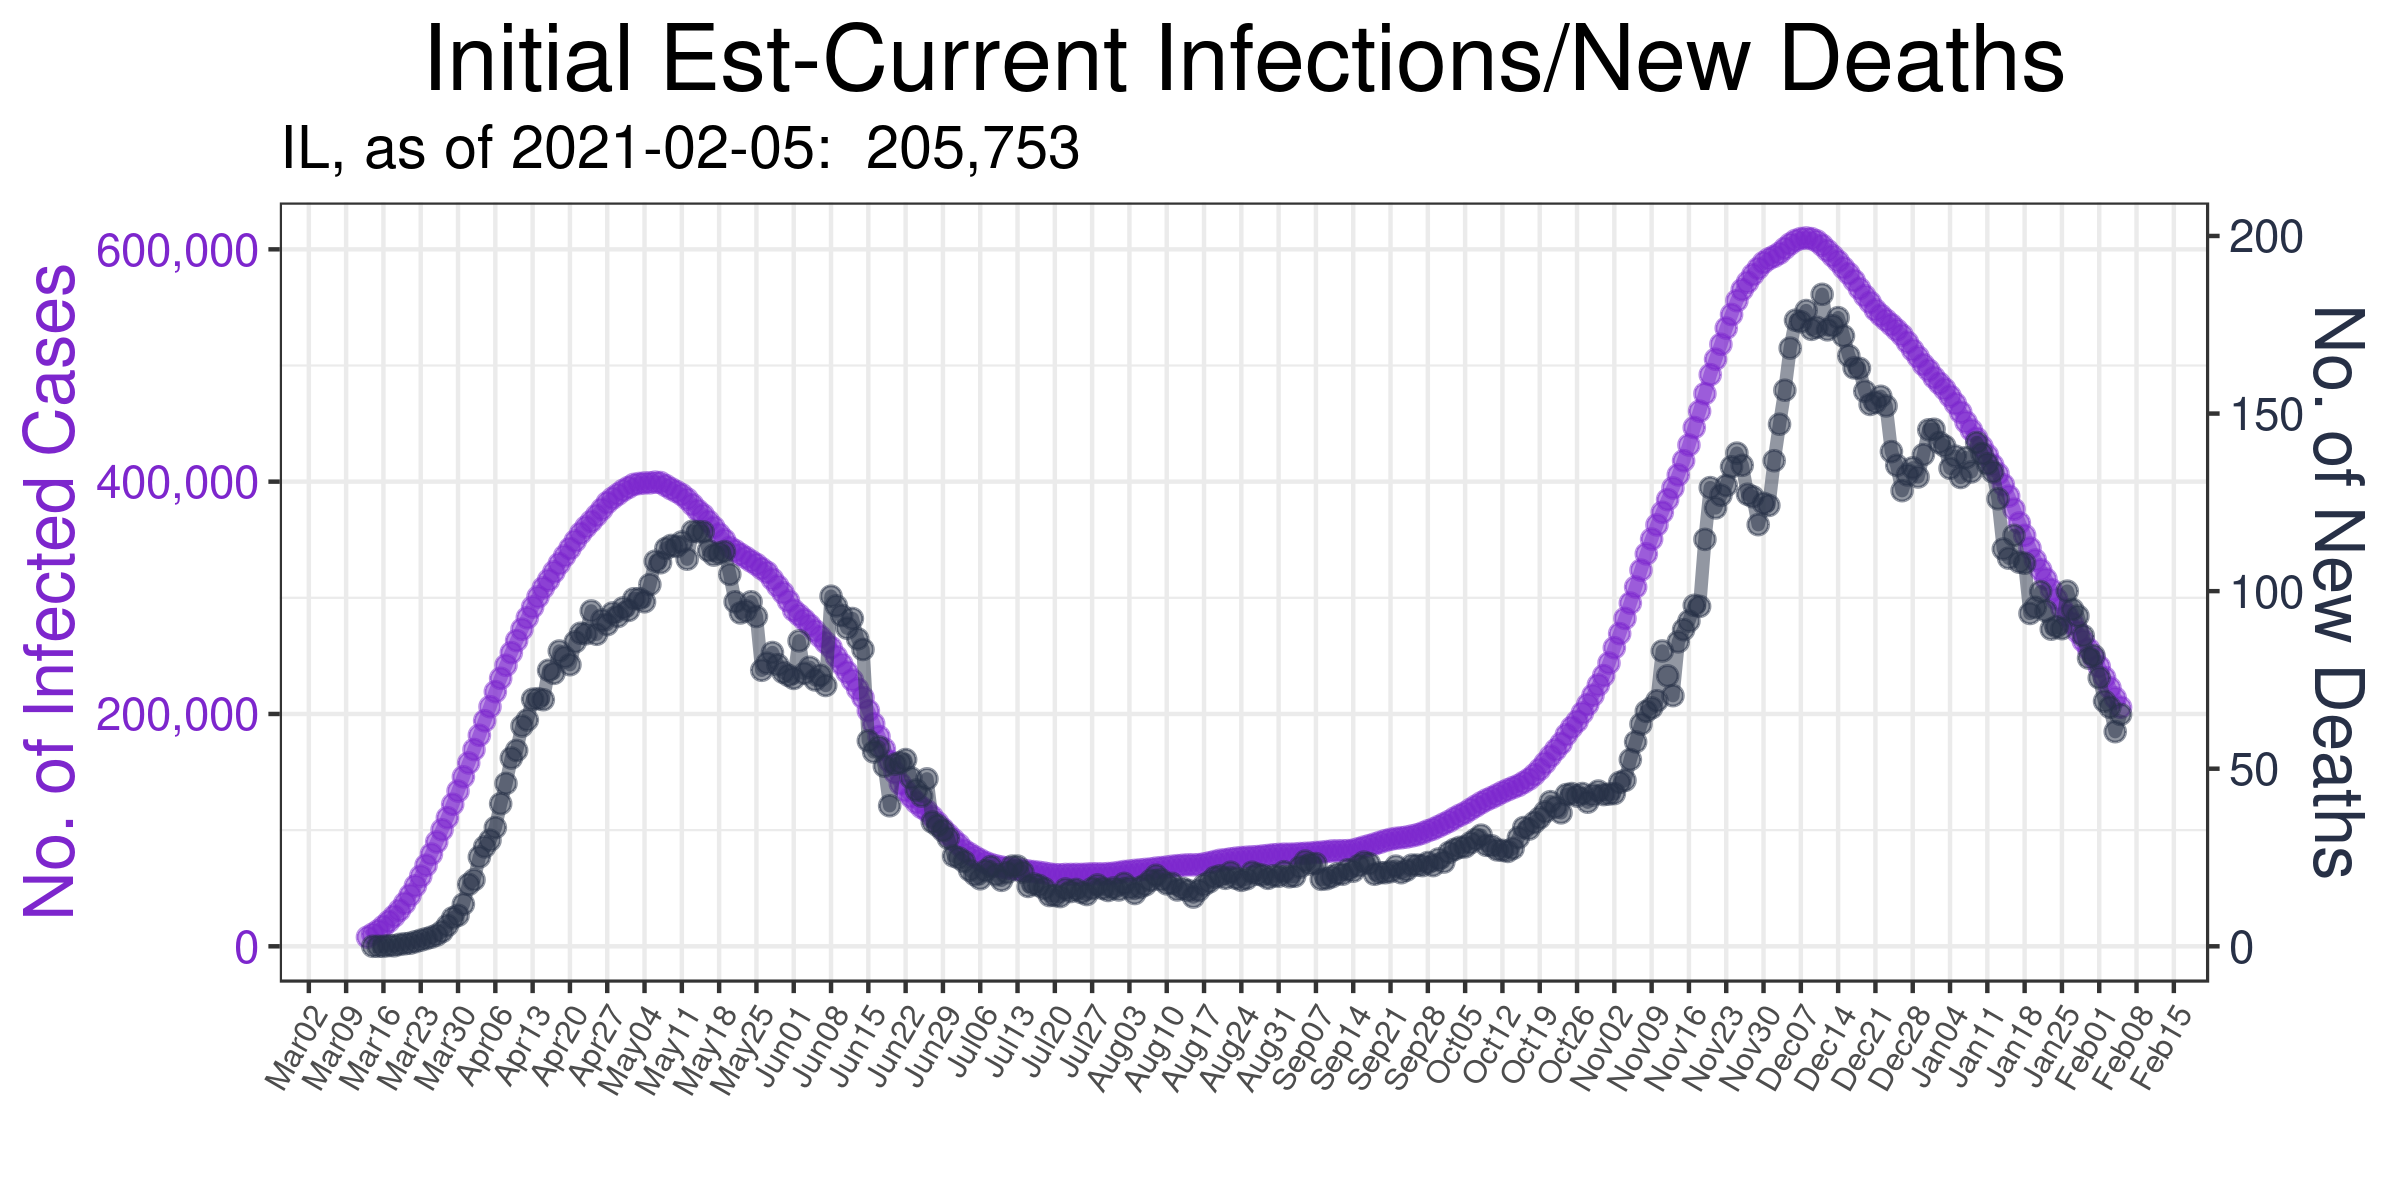 Initial Est-Current Infections/New Deaths
IL, as of 2021-02-05:  205,753
No. of Infected Cases
600,000
400,000
200,000
0
200
150
100
50
0
No. of New Deaths
Mar02
Mar09
Mar16
Mar23
Mar30
Apr06
Apr13
Apr20
Apr27
May04
May11
May18
May25
Jun01
Jun08
Jun15
Jun22
Jun29
Jul06
Jul13
Jul20
Jul27
Aug03
Aug10
Aug17
Aug24
Aug31
Sep07
Sep14
Sep21
Sep28
Oct05
Oct12
Oct19
Oct26
Nov02
Nov09
Nov16
Nov23
Nov30
Dec07
Dec14
Dec21
Dec28
Jan04
Jan11
Jan18
Jan25
Feb01
Feb08
Feb15